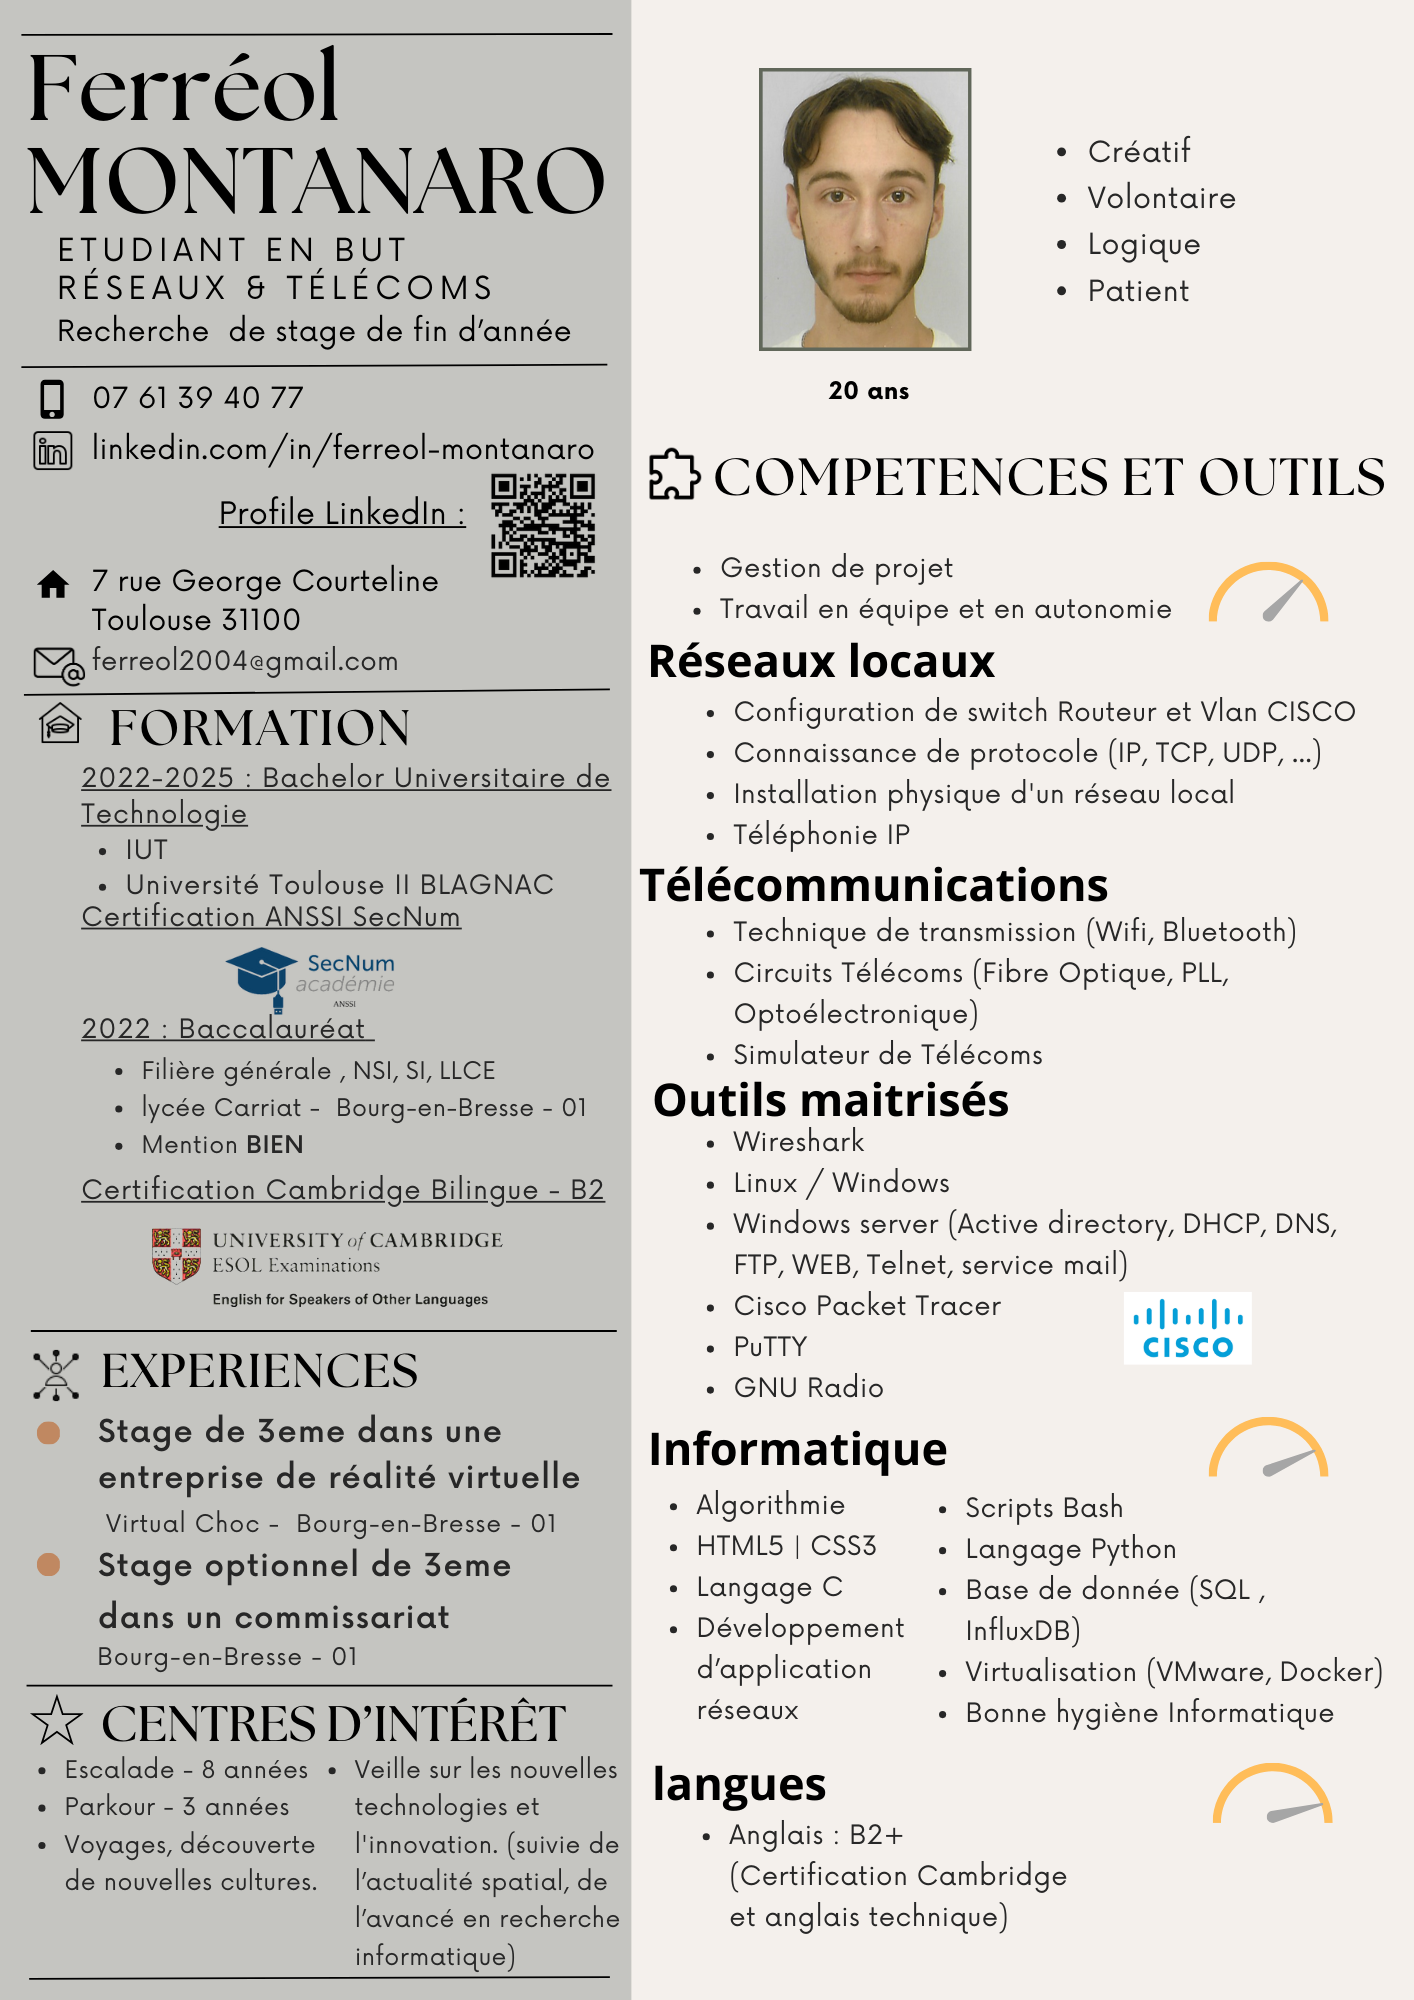 Ferréol
MONTANARO
ETUDIANT EN BUT
RÉSEAUX & TÉLÉCOMS
Recherche de stage de fin d’année
07 61 39 40 77
linkedin.com/in/ferreol-montanaro
Profile LinkedIn :
7 rue George Courteline
Toulouse 31100
ferreol2004@gmail.com
FORMATION
2022-2025 : Bachelor Universitaire de
Technologie
• IUT
• Université Toulouse II BLAGNAC
Certification ANSSI SecNum
SecNum
académie
ANSSI
2022 : Baccalauréat
• Filière générale , NSI, SI, LLCE
• lycée Carriat - Bourg-en-Bresse - 01
• Mention BIEN
Certification Cambridge Bilingue - B2
UNIVERSITY of CAMBRIDGE
ESOL Examinations
English for Speakers of Other Languages
EXPERIENCES
Stage de 3eme dans une
entreprise de réalité virtuelle
Virtual Choc - Bourg-en-Bresse - 01
Stage optionnel de 3eme
dans un commissariat
Bourg-en-Bresse - 01
CENTRES D’INTÉRÊT
• Escalade - 8 années
• Parkour - 3 années
• Voyages, découverte
de nouvelles cultures.
• Veille sur les nouvelles
technologies et
l'innovation. (suivie de
l’actualité spatial, de
l’avancé en recherche
informatique)
• Créatif
• Volontaire
• Logique
• Patient
20 ans
COMPETENCES ET OUTILS
• Gestion de projet
• Travail en équipe et en autonomie
Réseaux locaux
• Configuration de switch Routeur et Vlan CISCO
• Connaissance de protocole (IP, TCP, UDP, ...)
• Installation physique d'un réseau local
• Téléphonie IP
Télécommunications
• Technique de transmission (Wifi, Bluetooth)
• Circuits Télécoms (Fibre Optique, PLL,
Optoélectronique)
• Simulateur de Télécoms
Outils maitrisés
• Wireshark
• Linux / Windows
• Windows server (Active directory, DHCP, DNS,
FTP, WEB, Telnet, service mail)
• Cisco Packet Tracer
• PuTTY
• GNU Radio
CISCO
Informatique
• Algorithmie
• HTML5 | CSS3
• Langage C
• Développement
d’application
réseaux
• Scripts Bash
• Langage Python
• Base de donnée (SQL ,
InfluxDB)
• Virtualisation (VMware, Docker)
• Bonne hygiène Informatique
langues
• Anglais : B2+
(Certification Cambridge
et anglais technique)